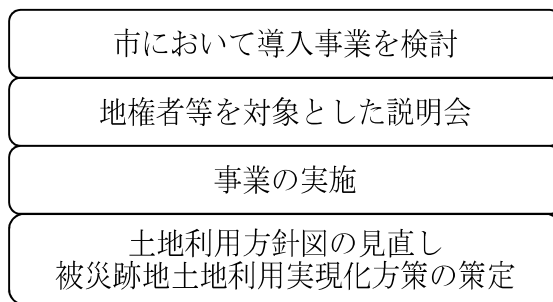 市において導入事業を検討
地権者等を対象とした説明会
事業の実施
土地利用方針図の見直し
被災跡地土地利用実現化方策の策定